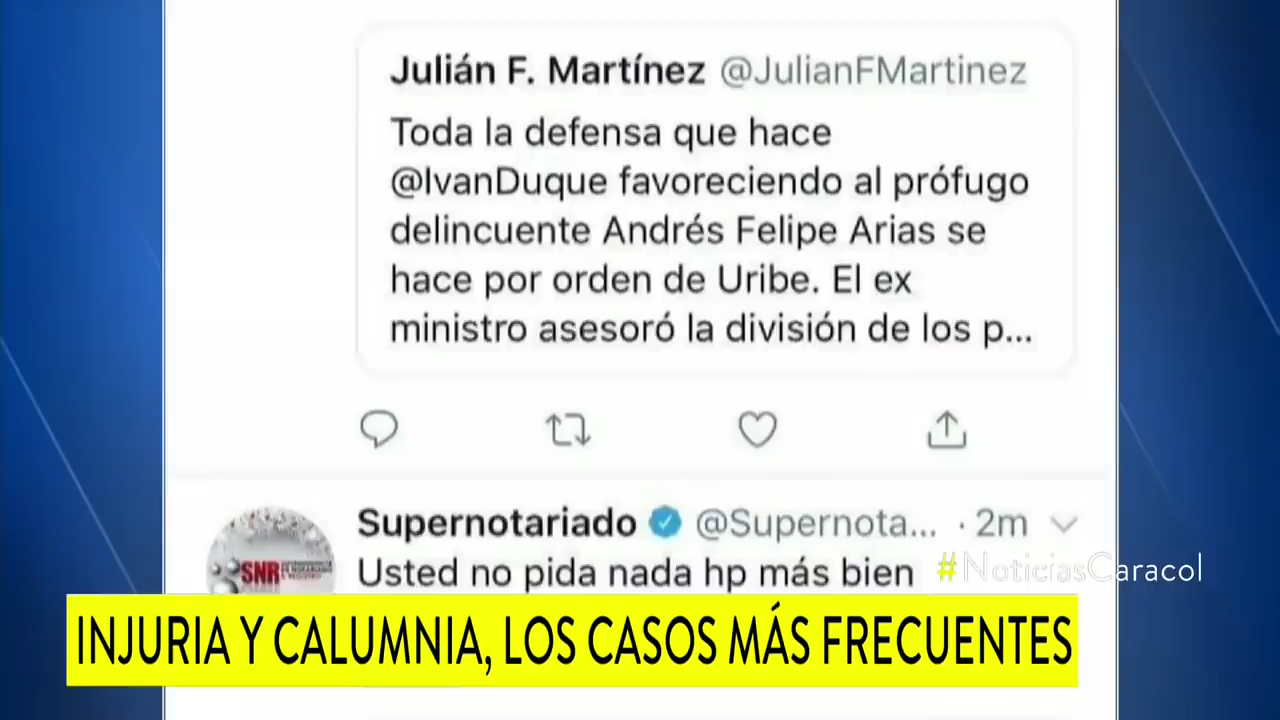 Julián F. Martínez @JulianFMartinez
Toda la defensa que hace
@IvanDuque favoreciendo al prófugo
delincuente Andrés Felipe Arias se
hace por orden de Uribe. El ex
ministro asesoró la división de los p...
Supernotariado @Supernota... · 2m
SNR
Usted no pida nada hp más bien
#NoticiasCaracol
INJURIA Y CALUMNIA, LOS CASOS MÁS FRECUENTES